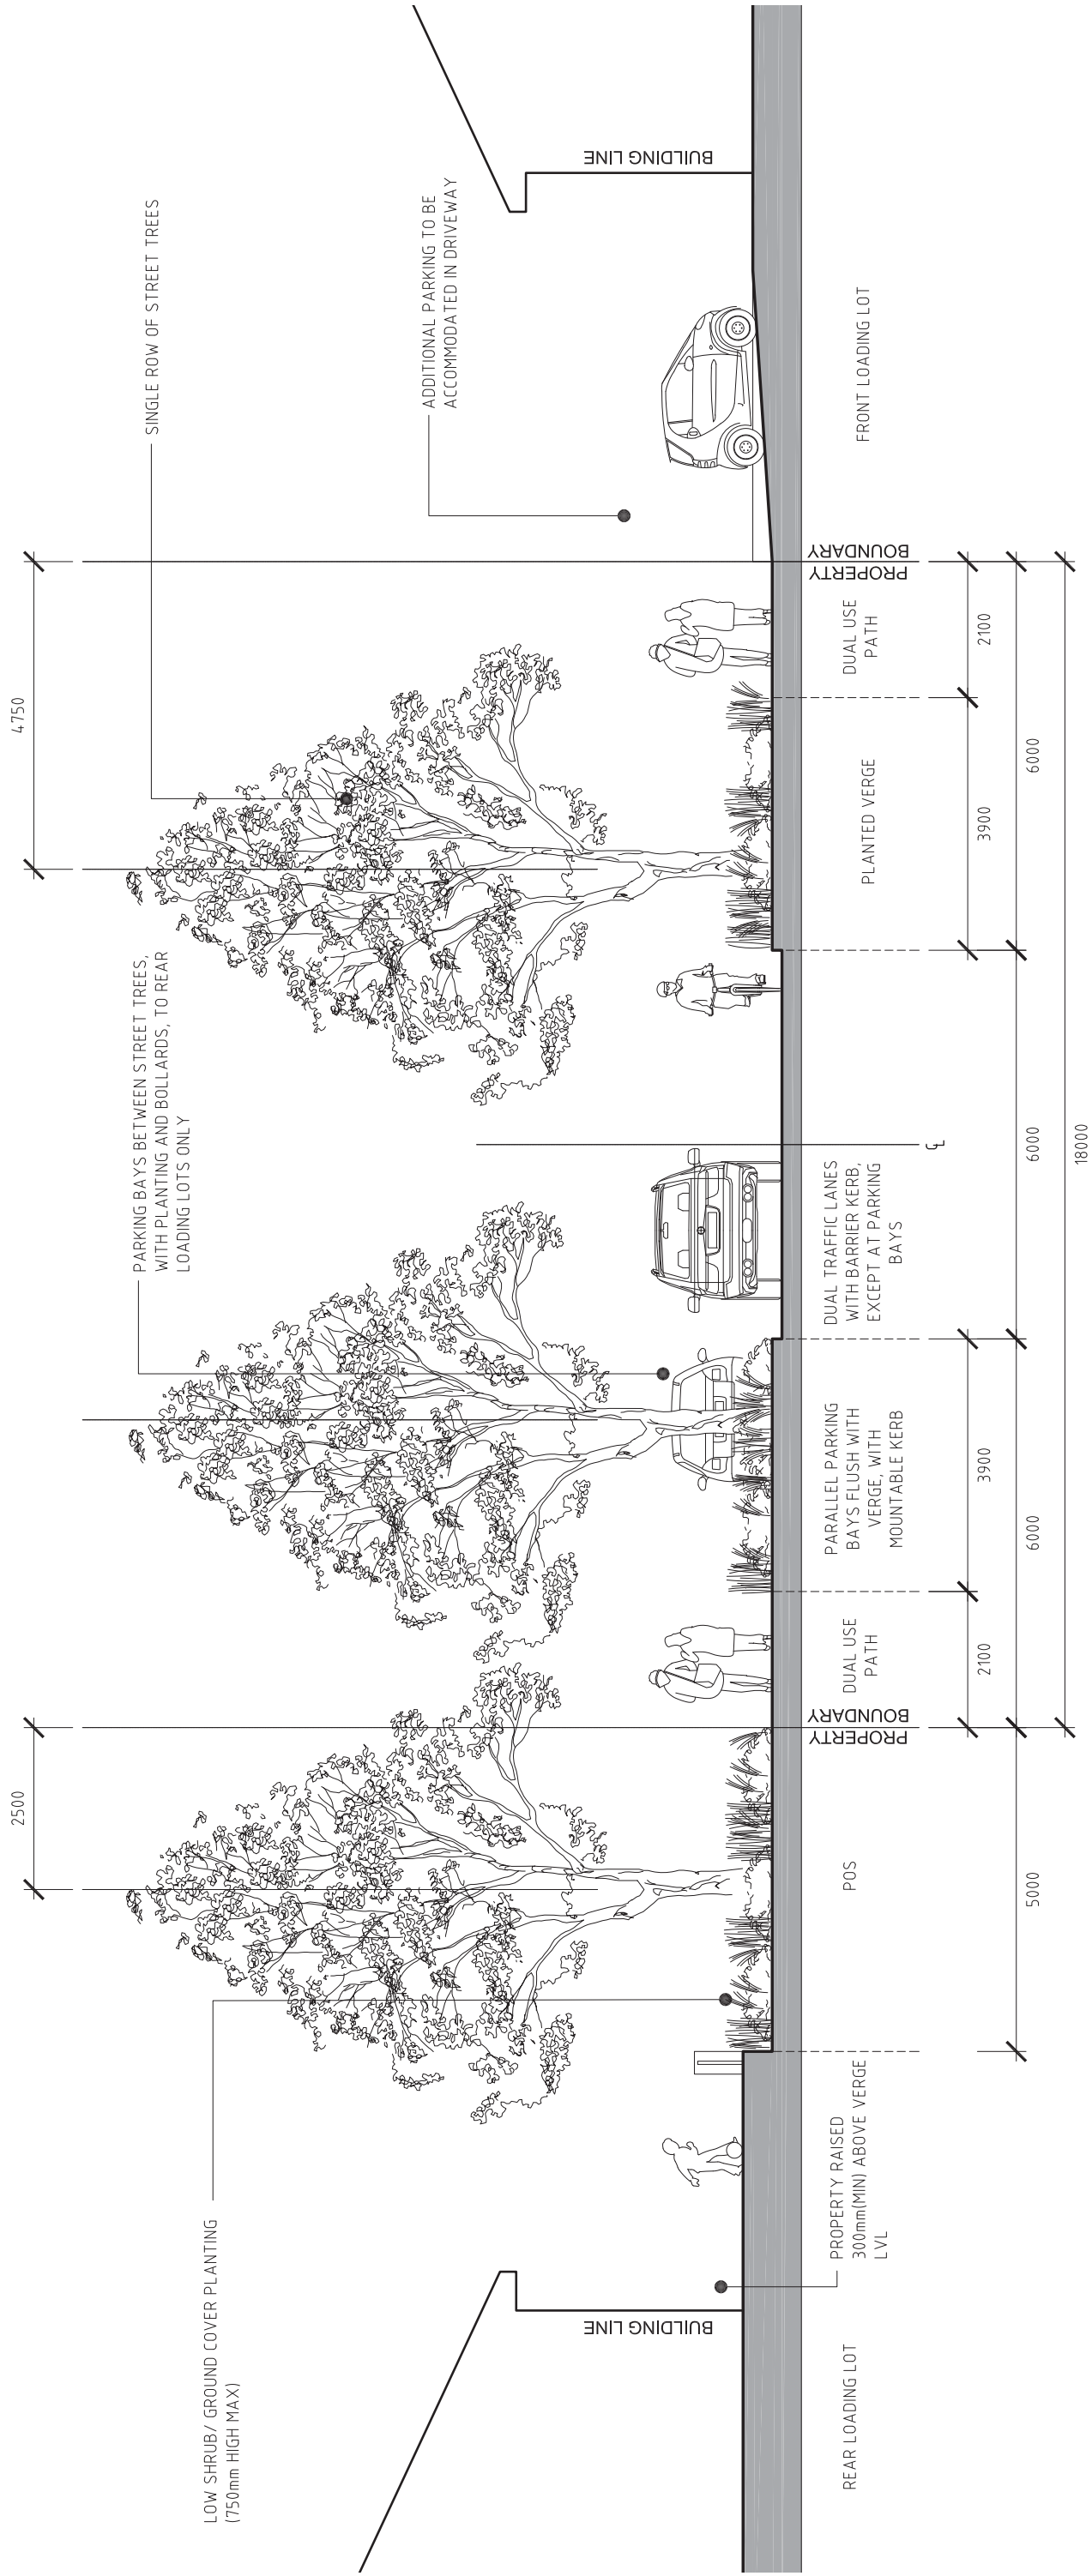 2500
4750
LOW SHRUB/ GROUND COVER PLANTING
(750mm HIGH MAX)
PARKING BAYS BETWEEN STREET TREES,
WITH PLANTING AND BOLLARDS, TO REAR
LOADING LOTS ONLY
SINGLE ROW OF STREET TREES
ADDITIONAL PARKING TO BE
ACCOMMODATED IN DRIVEWAY
BUILDING LINE
BUILDING LINE
REAR LOADING LOT
PROPERTY RAISED
300mm(MIN) ABOVE VERGE
LVL
POS
PROPERTY
BOUNDARY
DUAL USE
PATH
PARALLEL PARKING
BAYS FLUSH WITH
VERGE, WITH
MOUNTABLE KERB
DUAL TRAFFIC LANES
WITH BARRIER KERB,
EXCEPT AT PARKING
BAYS
CL
PLANTED VERGE
DUAL USE
PATH
PROPERTY
BOUNDARY
FRONT LOADING LOT
2100
3900
3900
2100
5000
6000
6000
6000
18000